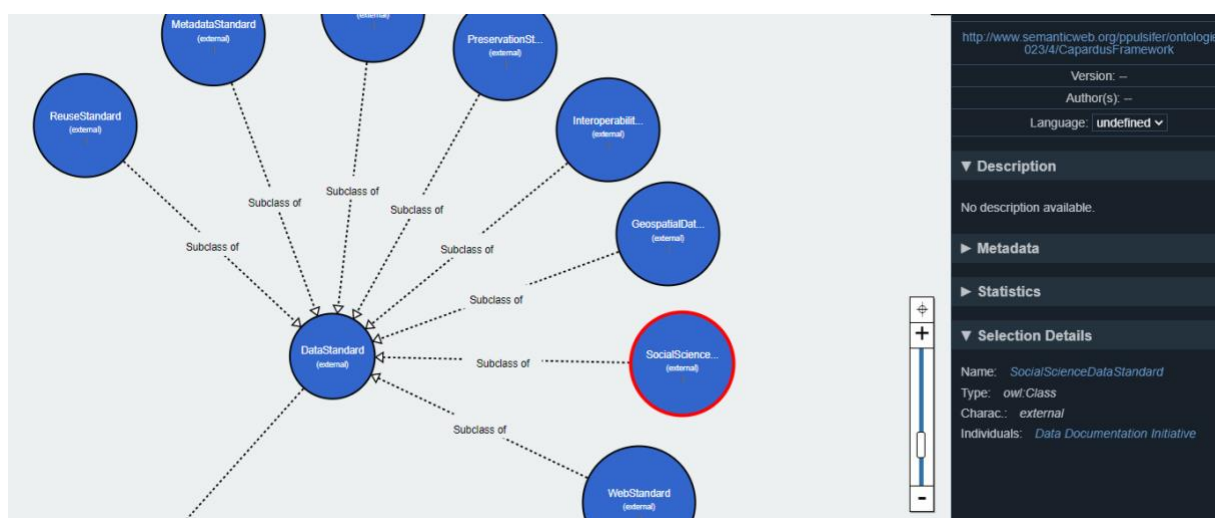 MetadataStandard
(external)
(external)
PreservationSt...
(external)
ReuseStandard
(external)
Interoperabilit...
(external)
GeospatialDat...
(external)
SocialScience...
(external)
WebStandard
(external)
DataStandard
(external)
Subclass of
Subclass of
Subclass of
Subclass of
Subclass of
Subclass of
Subclass of
Subclass of
+
-
http://www.semanticweb.org/ppulsifer/ontologie
023/4/CapardusFramework
Version: --
Author(s): --
Language: undefined
▼ Description
No description available.
► Metadata
► Statistics
▼ Selection Details
Name: SocialScienceDataStandard
Type: owl:Class
Charac.: external
Individuals: Data Documentation Initiative